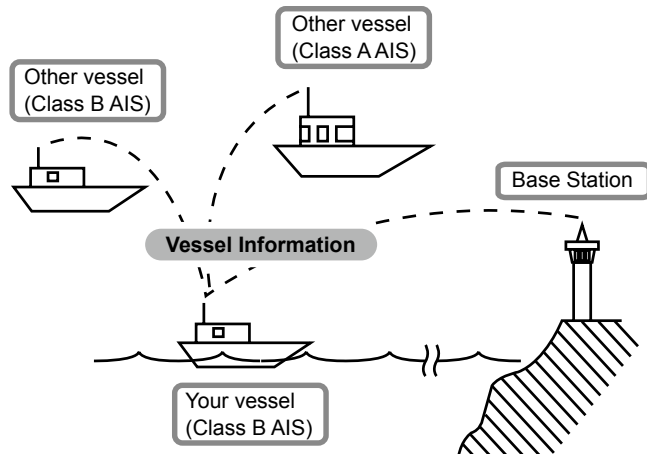 Other vessel
(Class A AIS)
Other vessel
(Class B AIS)
Base Station
Vessel Information
Your vessel
(Class B AIS)